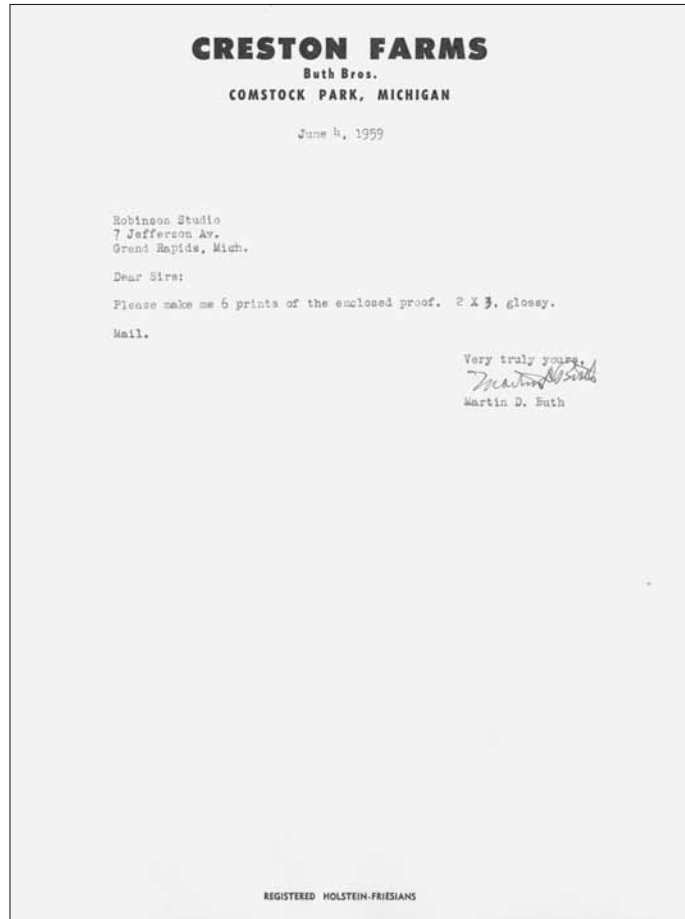 CRESTON FARMS
Buth Bros.
COMSTOCK PARK, MICHIGAN
June 4, 1959
Robinson Studio
7 Jefferson Av.
Grand Rapids, Mich.
Dear Sirs:
Please make me 6 prints of the enclosed proof. 2 X 3, glossy.
Mail.
Very truly yours,
Martin D Buth
Martin D. Buth
REGISTERED HOLSTEIN-FRIESIANS